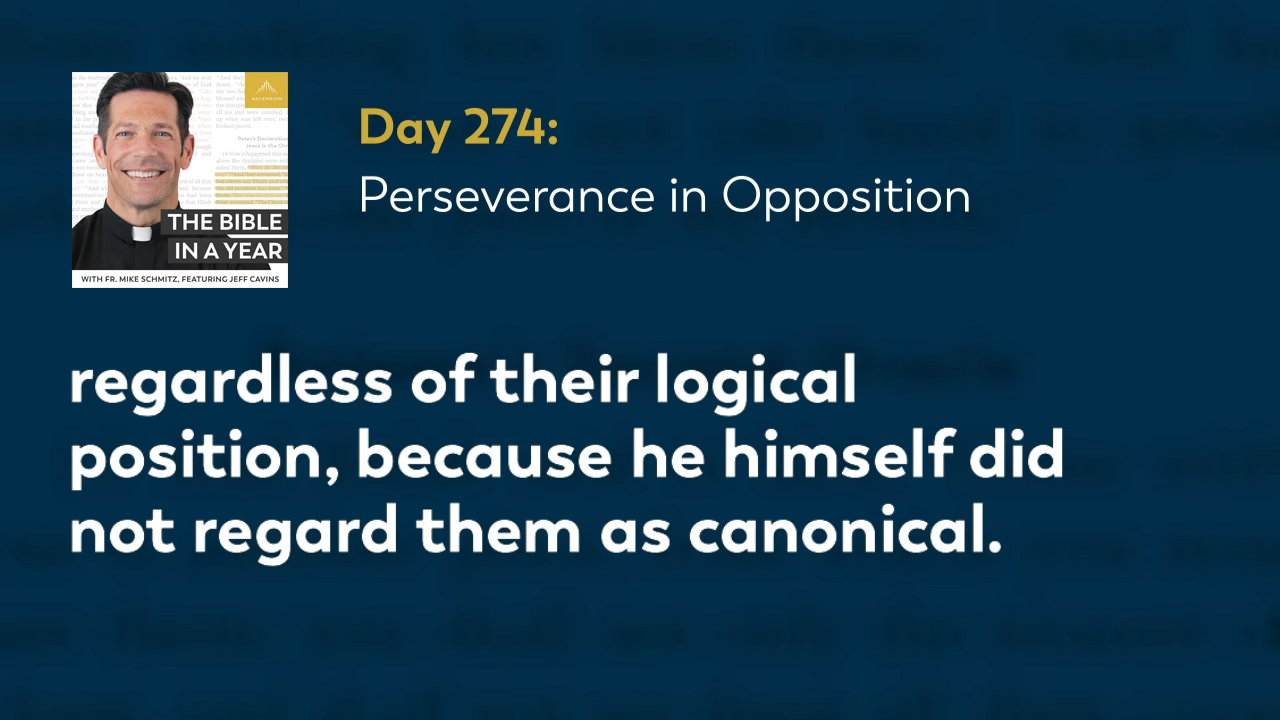 ASCENSION
THE BIBLE
IN A YEAR
WITH FR. MIKE SCHMITZ, FEATURING JEFF CAVINS
Day 274:
Perseverance in Opposition
regardless of their logical
position, because he himself did
not regard them as canonical.